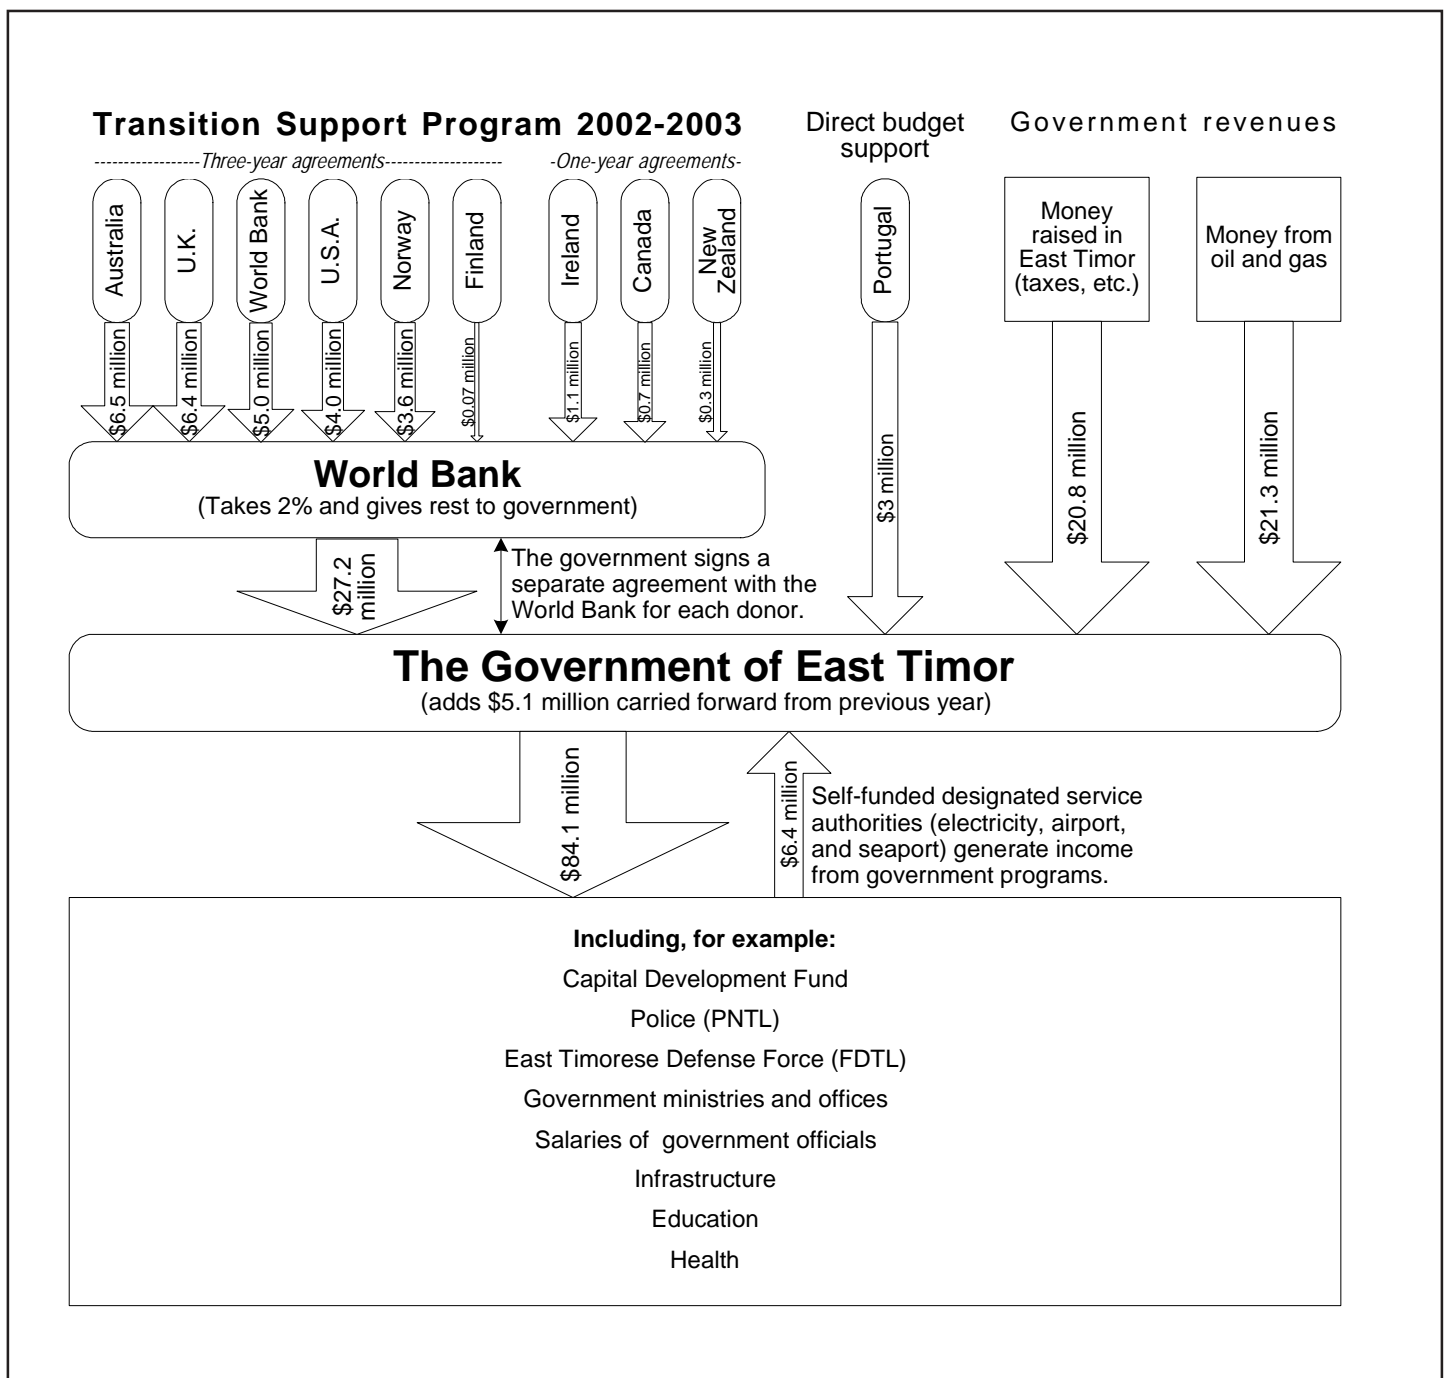 Transition Support Program 2002-2003
Direct budget
support
Government revenues
------------------Three-year agreements--------------------
-One-year agreements-
Australia
U.K.
World Bank
U.S.A.
Norway
Finland
Ireland
Canada
New
Zealand
Portugal
Money
raised in
East Timor
(taxes, etc.)
Money from
oil and gas
$6.5 million
$6.4 million
$5.0 million
$4.0 million
$3.6 million
$0.07 million
$1.1 million
$0.7 million
$0.3 million
$3 million
$20.8 million
$21.3 million
World Bank
(Takes 2% and gives rest to government)
$27.2
million
The government signs a
separate agreement with the
World Bank for each donor.
The Government of East Timor
(adds $5.1 million carried forward from previous year)
$84.1 million
$6.4 million
Self-funded designated service
authorities (electricity, airport,
and seaport) generate income
from government programs.
Including, for example:
Capital Development Fund
Police (PNTL)
East Timorese Defense Force (FDTL)
Government ministries and offices
Salaries of government officials
Infrastructure
Education
Health